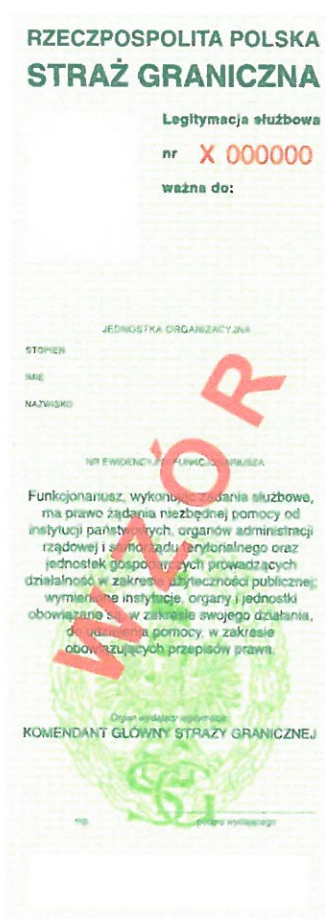 RZECZPOSPOLITA POLSKA
STRAŻ GRANICZNA
Legitymacja służbowa
nr X 000000
ważna do:
JEDNOSTKA ORGANIZACYJNA
STOPIEŃ
IMIĘ
NAZWISKO
WZÓR
NR EWIDENCYJNY FUNKCJONARIUSZA
Funkcjonariusz, wykonując zadania służbowe,
ma prawo żądania niezbędnej pomocy od
instytucji państwowych, organów administracji
rządowej i samorządu terytorialnego oraz
jednostek gospodarczych prowadzących
działalność w zakresie użyteczności publicznej;
wymienione instytucje, organy i jednostki
obowiązane są, w zakresie swojego działania,
do udzielenia pomocy, w zakresie
obowiązujących przepisów prawa.
Organ wydający legitymację
KOMENDANT GŁÓWNY STRAŻY GRANICZNEJ
SG
mp. podpis wydającego